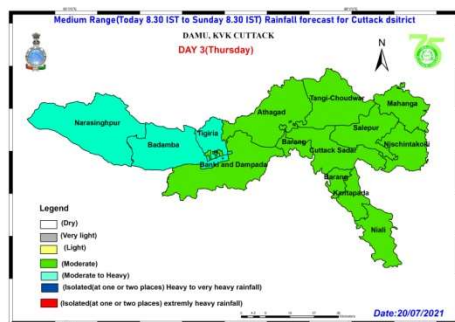 Medium Range(Today 8.30 IST to Sunday 8.30 IST) Rainfall forecast for Cuttack dsitrict
DAMU, KVK CUTTACK
DAY 3(Thursday)
N
75
Narasinghpur
Badamba
Tigiria
Athagad
Tangi-Choudwar
Mahanga
Salepur
Nischintakoili
Barang
Cuttack Sadar
Banki and Dampada
Barang
Kantapada
Niali
Legend
(Dry)
(Very light)
(Light)
(Moderate)
(Moderate to Heavy)
(Isolated(at one or two places) Heavy to very heavy rainfall)
(Isolated(at one or two places) extremly heavy rainfall)
Date:20/07/2021